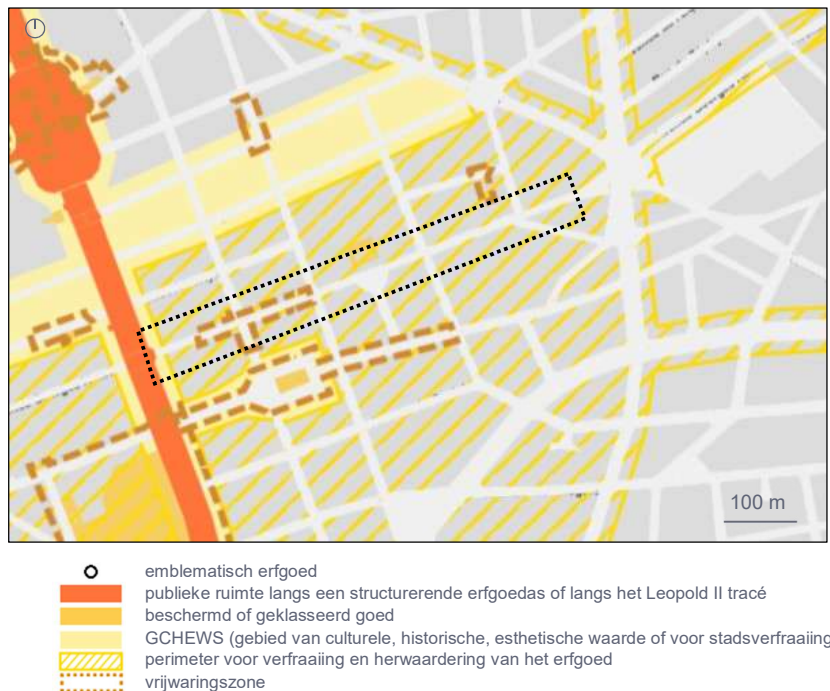 100 m
emblematisch erfgoed
publieke ruimte langs een structurerende erfgoedas of langs het Leopold II tracé
beschermd of geklasseerd goed
GCHEWS (gebied van culturele, historische, esthetische waarde of voor stadsverfraaiing
perimeter voor verfraaiing en herwaardering van het erfgoed
vrijwaringszone